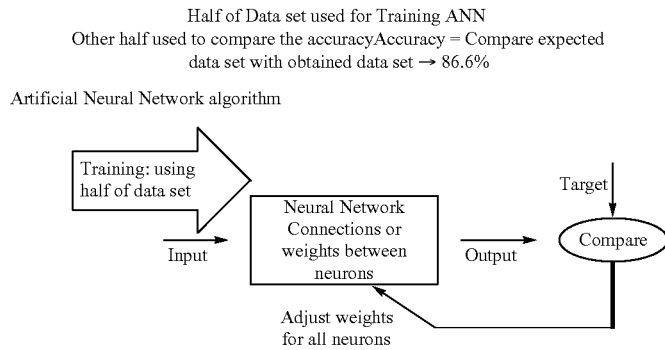 Half of Data set used for Training ANN
Other half used to compare the accuracyAccuracy = Compare expected
data set with obtained data set → 86.6%
Artificial Neural Network algorithm
Training: using
half of data set
Input
Neural Network
Connections or
weights between
neurons
Output
Target
Compare
Adjust weights
for all neurons